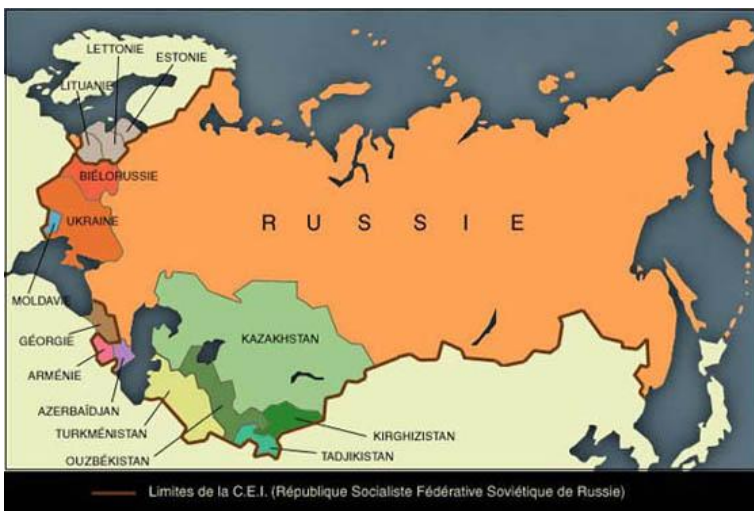 LETTONIE
ESTONIE
LITUANIE
BIÉLORUSSIE
UKRAINE
RUSSIE
MOLDAVIE
KAZAKHSTAN
GÉORGIE
ARMÉNIE
AZERBAÏDJAN
TURKMÉNISTAN
KIRGHIZISTAN
OUZBÉKISTAN
TADJIKISTAN
Limites de la C.E.I. (République Socialiste Fédérative Soviétique de Russie)